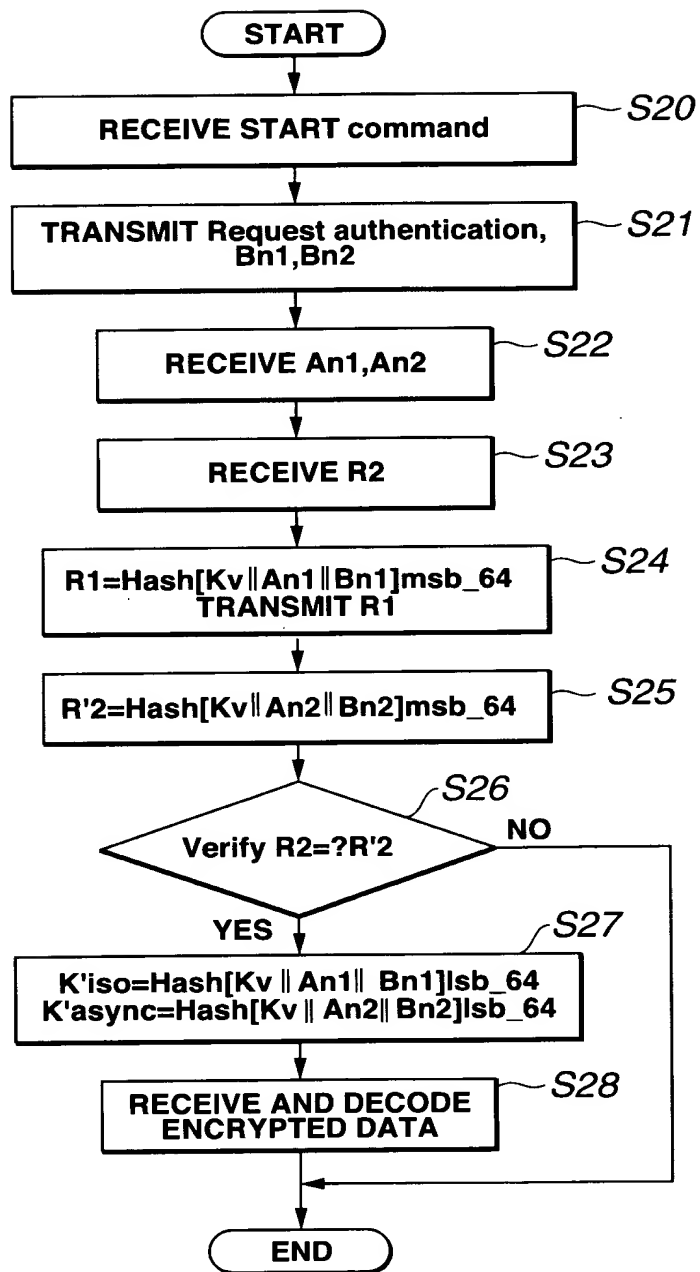 START
RECEIVE START command
S20
TRANSMIT Request authentication,
Bn1,Bn2
S21
RECEIVE An1,An2
S22
RECEIVE R2
S23
R1=Hash[Kv||An1||Bn1]msb_64
TRANSMIT R1
S24
R'2=Hash[Kv||An2||Bn2]msb_64
S25
Verify R2=?R'2
S26
NO
YES
S27
K'iso=Hash[Kv || An1|| Bn1]lsb_64
K'async=Hash[Kv || An2|| Bn2]lsb_64
RECEIVE AND DECODE
ENCRYPTED DATA
S28
END